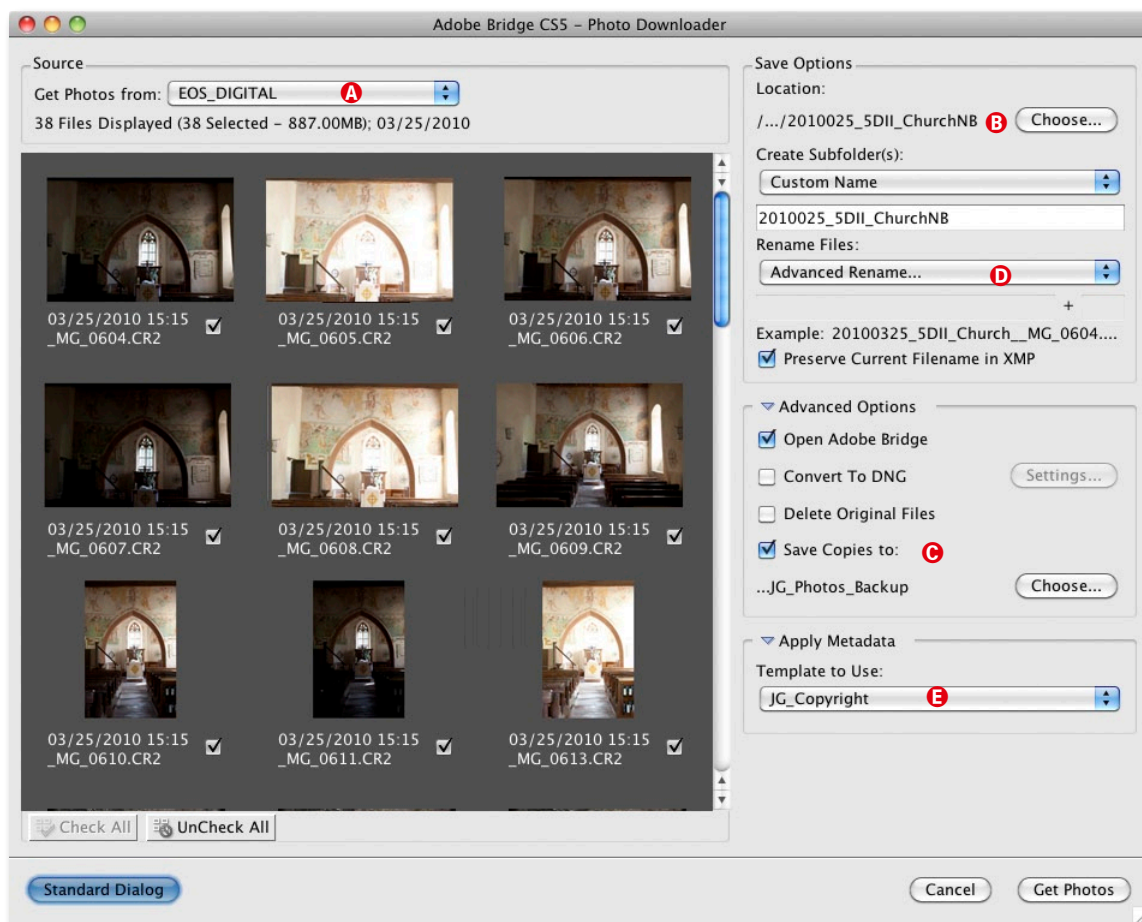 Adobe Bridge CS5 – Photo Downloader
Source
Get Photos from: EOS_DIGITAL A
38 Files Displayed (38 Selected – 887.00MB); 03/25/2010
03/25/2010 15:15
_MG_0604.CR2
03/25/2010 15:15
_MG_0605.CR2
03/25/2010 15:15
_MG_0606.CR2
03/25/2010 15:15
_MG_0607.CR2
03/25/2010 15:15
_MG_0608.CR2
03/25/2010 15:15
_MG_0609.CR2
03/25/2010 15:15
_MG_0610.CR2
03/25/2010 15:15
_MG_0611.CR2
03/25/2010 15:15
_MG_0613.CR2
Check All
UnCheck All
Save Options
Location:
/.../2010025_5DII_ChurchNB B Choose...
Create Subfolder(s):
Custom Name
2010025_5DII_ChurchNB
Rename Files:
Advanced Rename... D
+
Example: 20100325_5DII_Church__MG_0604....
Preserve Current Filename in XMP
Advanced Options
Open Adobe Bridge
Convert To DNG Settings...
Delete Original Files
Save Copies to: C
...JG_Photos_Backup Choose...
Apply Metadata
Template to Use:
JG_Copyright E
Standard Dialog
Cancel
Get Photos